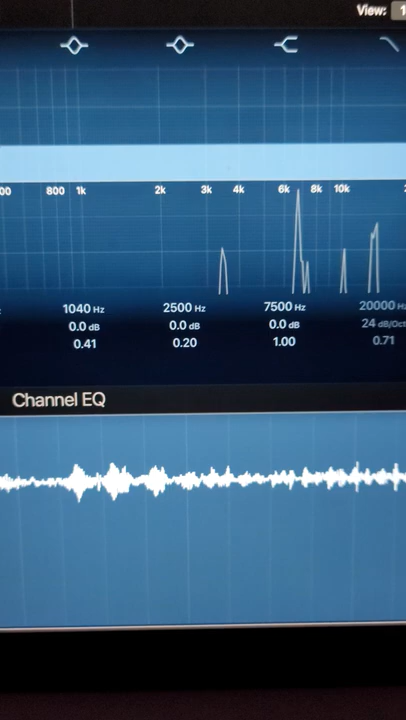 View:
800 1k 2k 3k 4k 6k 8k 10k
1040 Hz 2500 Hz 7500 Hz 20000 Hz
0.0 dB 0.0 dB 0.0 dB 24 dB/Oct
0.41 0.20 1.00 0.71
Channel EQ